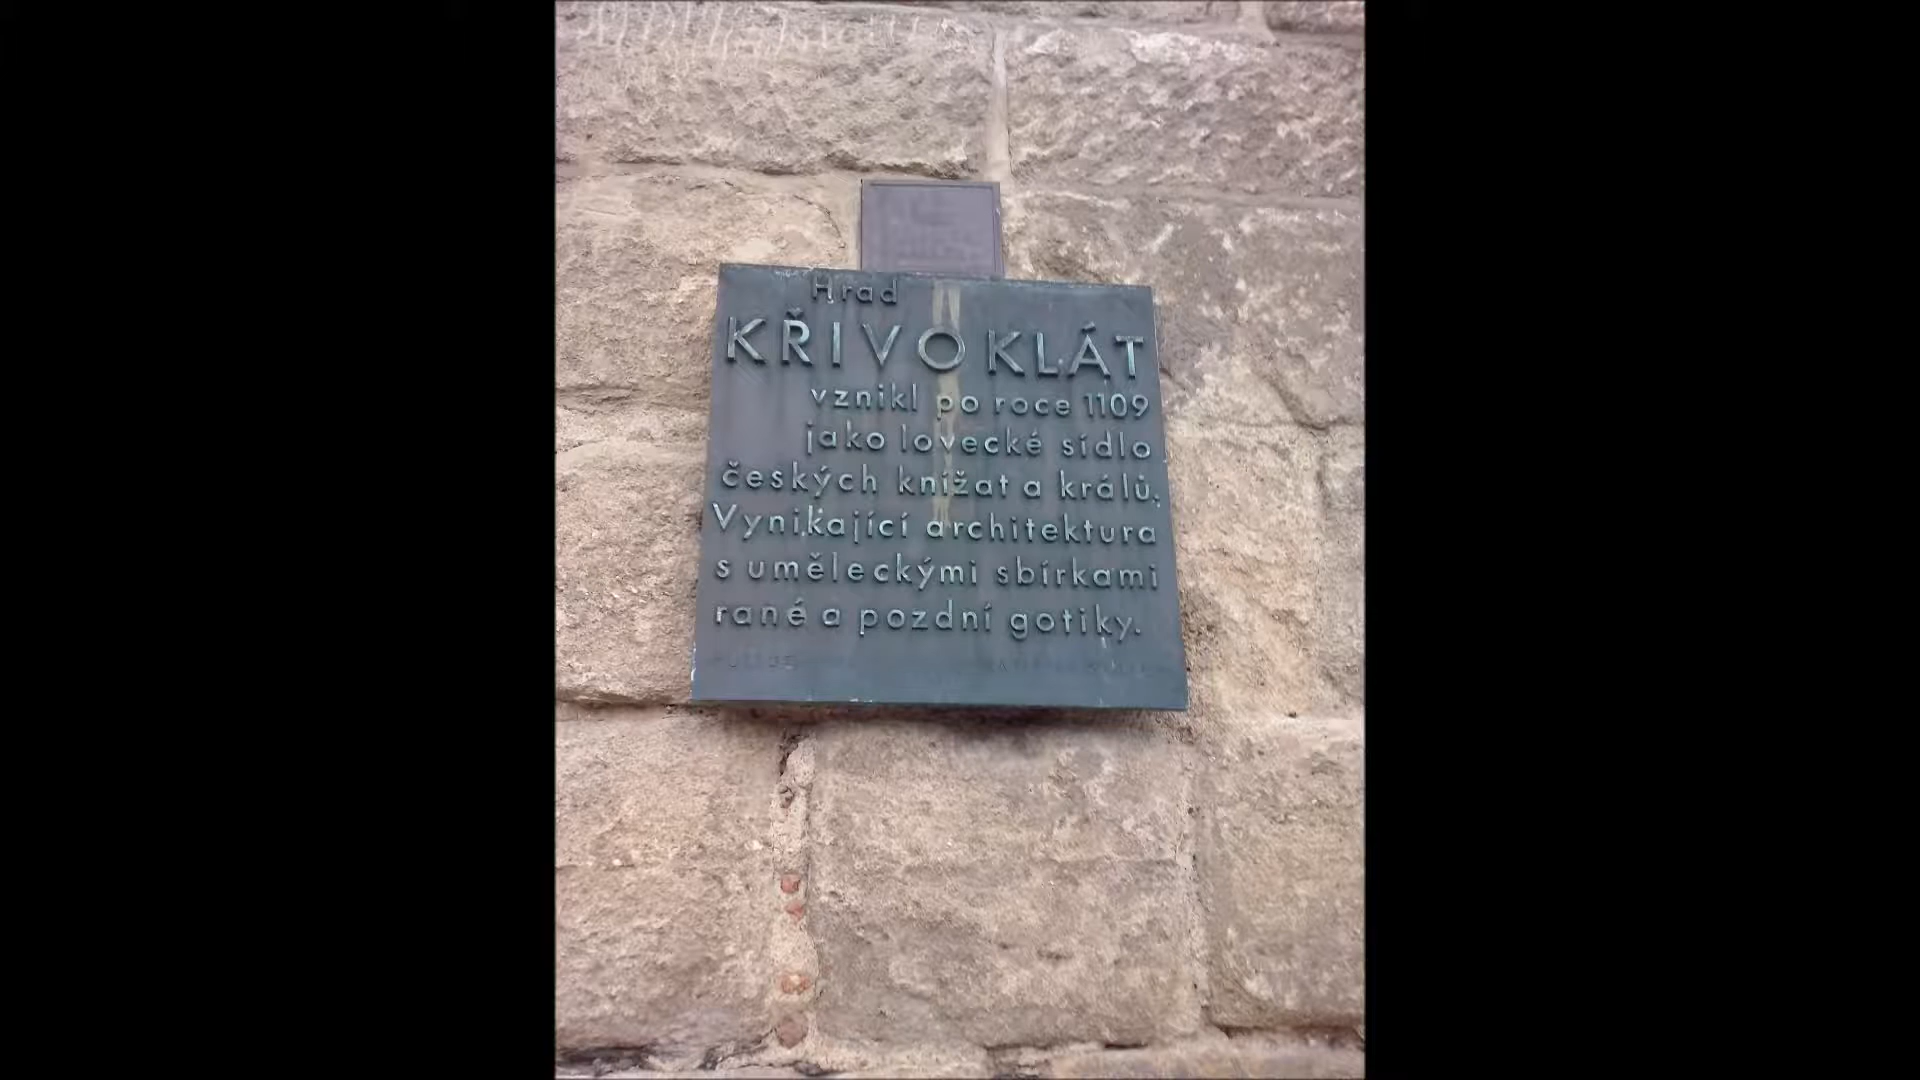 Hrad
KŘIVOKLÁT
vznikl po roce 1109
jako lovecké sídlo
českých knížat a králů.
Vynikající architektura
s uměleckými sbírkami
rané a pozdní gotiky.